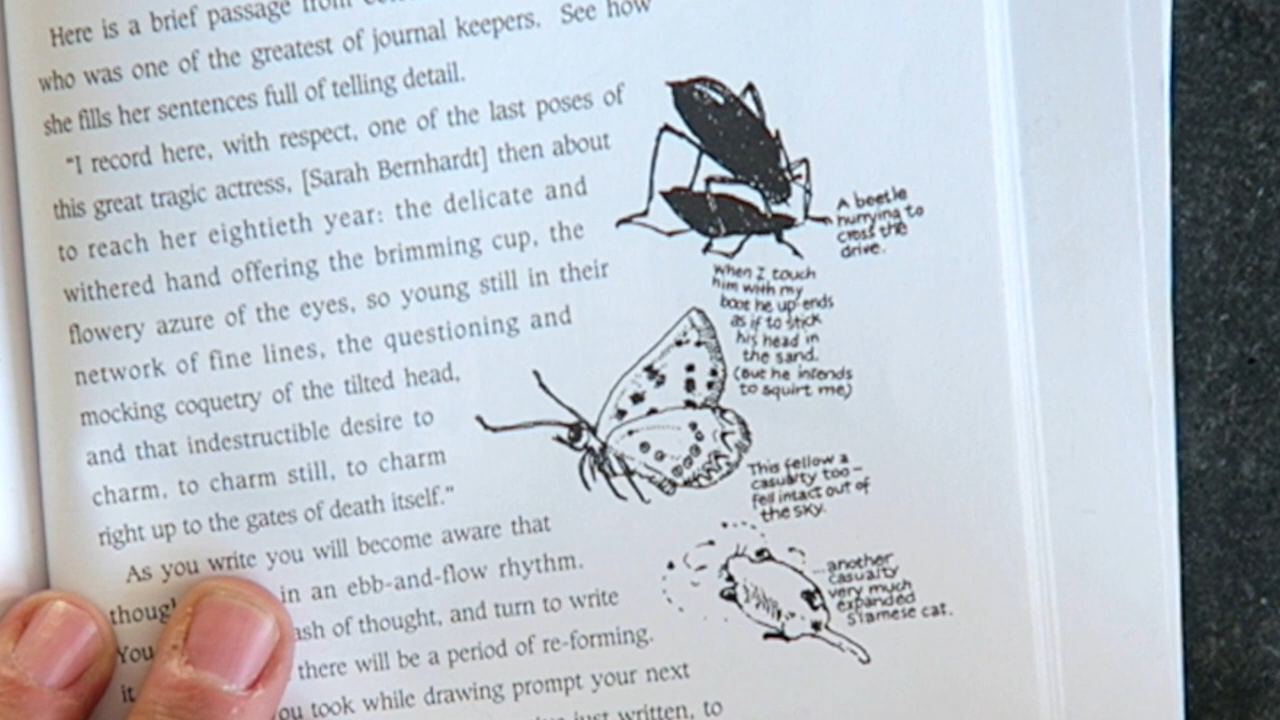 Here is a brief passage from
who was one of the greatest of journal keepers. See how
she fills her sentences full of telling detail.
"I record here, with respect, one of the last poses of
this great tragic actress, [Sarah Bernhardt] then about
to reach her eightieth year: the delicate and
withered hand offering the brimming cup, the
flowery azure of the eyes, so young still in their
network of fine lines, the questioning and
mocking coquetry of the tilted head,
and that indestructible desire to
charm, to charm still, to charm
right up to the gates of death itself."
As you write you will become aware that
in an ebb-and-flow rhythm.
of thought, and turn to write
You there will be a period of re-forming.
it you took while drawing prompt your next
just written, to
A beetle
hurrying to
cross the
drive.
When I touch
him with my
boot he up-ends
as if to stick
his head in
the sand.
(but he intends
to squirt me)
This fellow a
casualty too-
fell intact out of
the sky.
another
casualty
very much
expanded
Siamese cat.